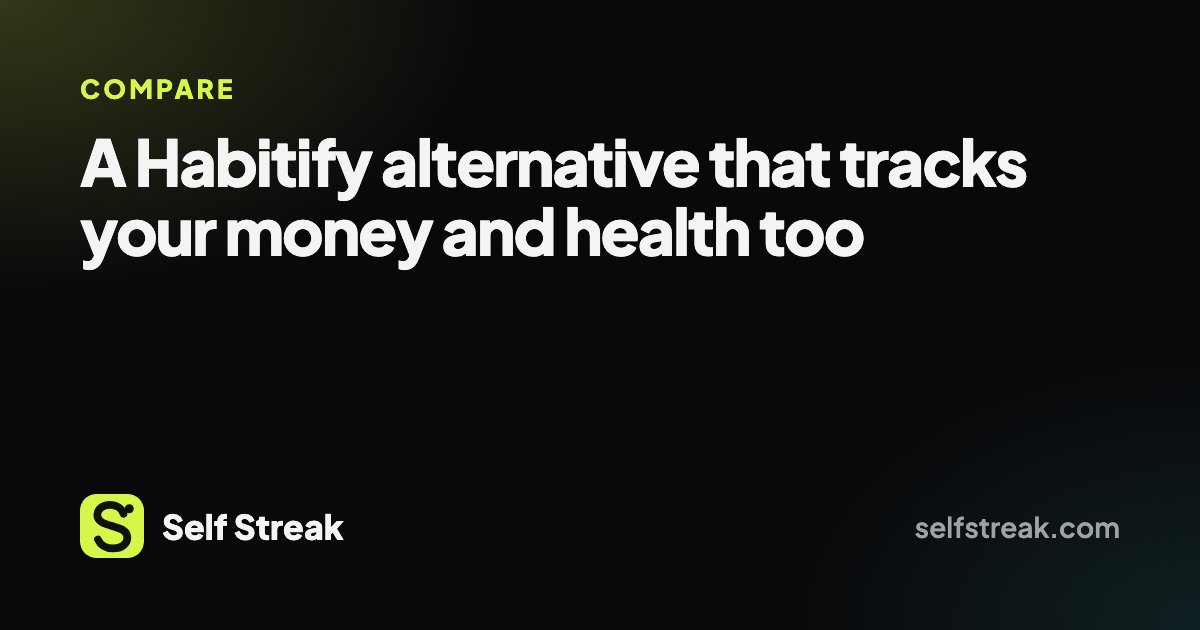 COMPARE
A Habitify alternative that tracks
your money and health too
Self Streak
selfstreak.com